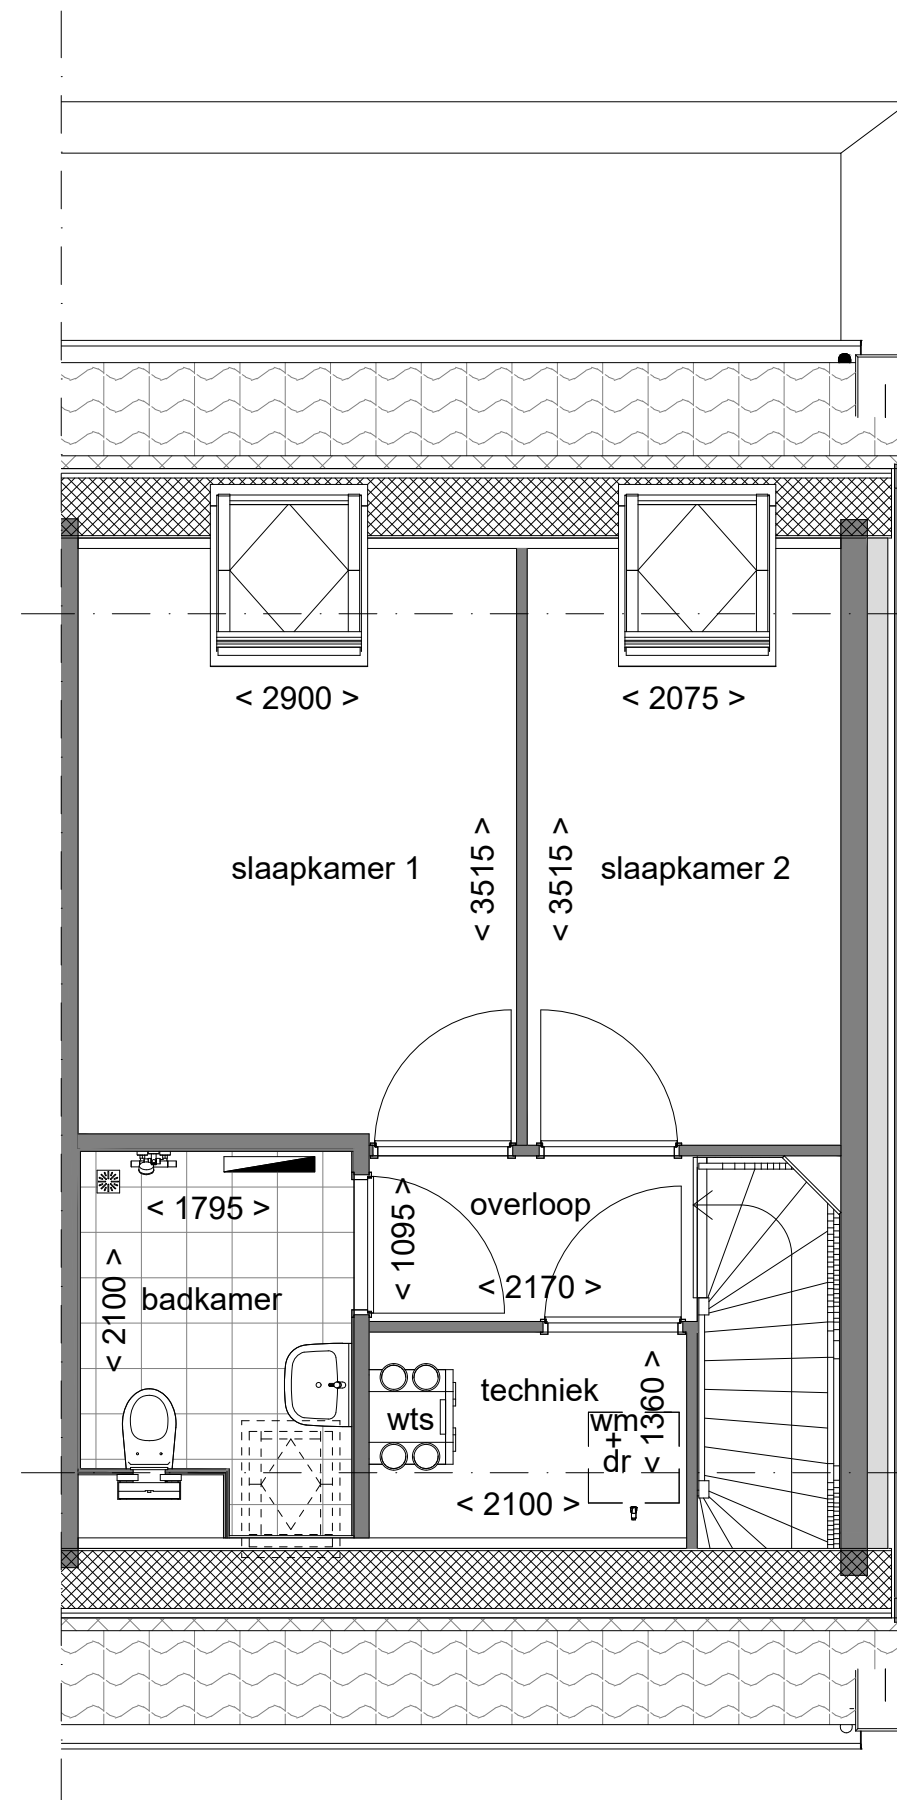 < 2900 >
< 2075 >
slaapkamer 1
< 3515 >
< 3515 >
slaapkamer 2
< 1795 >
< 1095 >
overloop
< 2100 >
badkamer
< 2170 >
techniek
< 1360 >
wts
wm
+
dr
< 2100 >